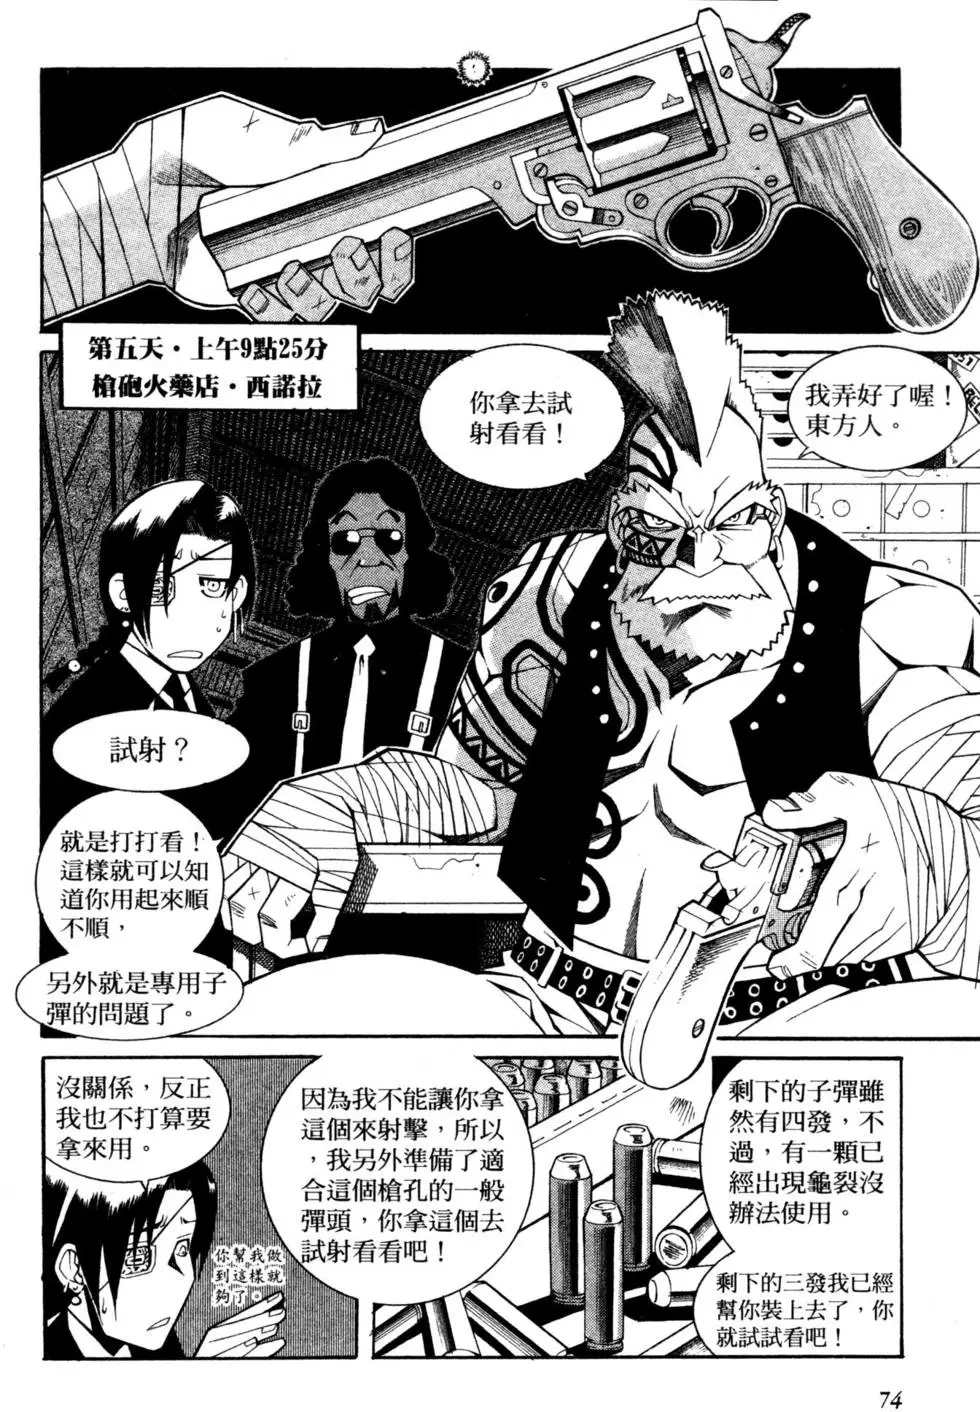 第五天・上午9點25分
槍砲火藥店・西諾拉
我弄好了喔！
東方人。
你拿去試
射看看！
試射？
就是打打看！
這樣就可以知
道你用起來順
不順，
另外就是專用子
彈的問題了。
剩下的子彈雖
然有四發，不
過，有一顆已
經出現龜裂沒
辦法使用。
剩下的三發我已經
幫你裝上去了，你
就試試看吧！
因為我不能讓你拿
這個來射擊，所以
，我另外準備了適
合這個槍孔的一般
彈頭，你拿這個去
試射看看吧！
沒關係，反正
我也不打算要
拿來用。
你幫我做
到這樣就
夠了。
74